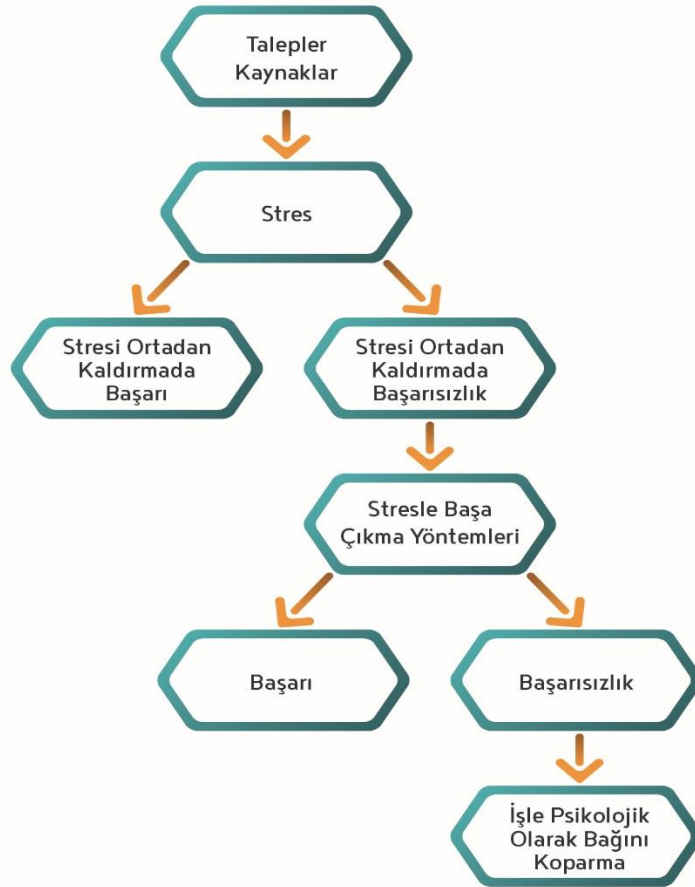 Talepler
Kaynaklar
Stres
Stresi Ortadan
Kaldırmada
Başarı
Stresi Ortadan
Kaldırmada
Başarısızlık
Stresle Başa
Çıkma Yöntemleri
Başarı
Başarısızlık
İşle Psikolojik
Olarak Bağını
Koparma